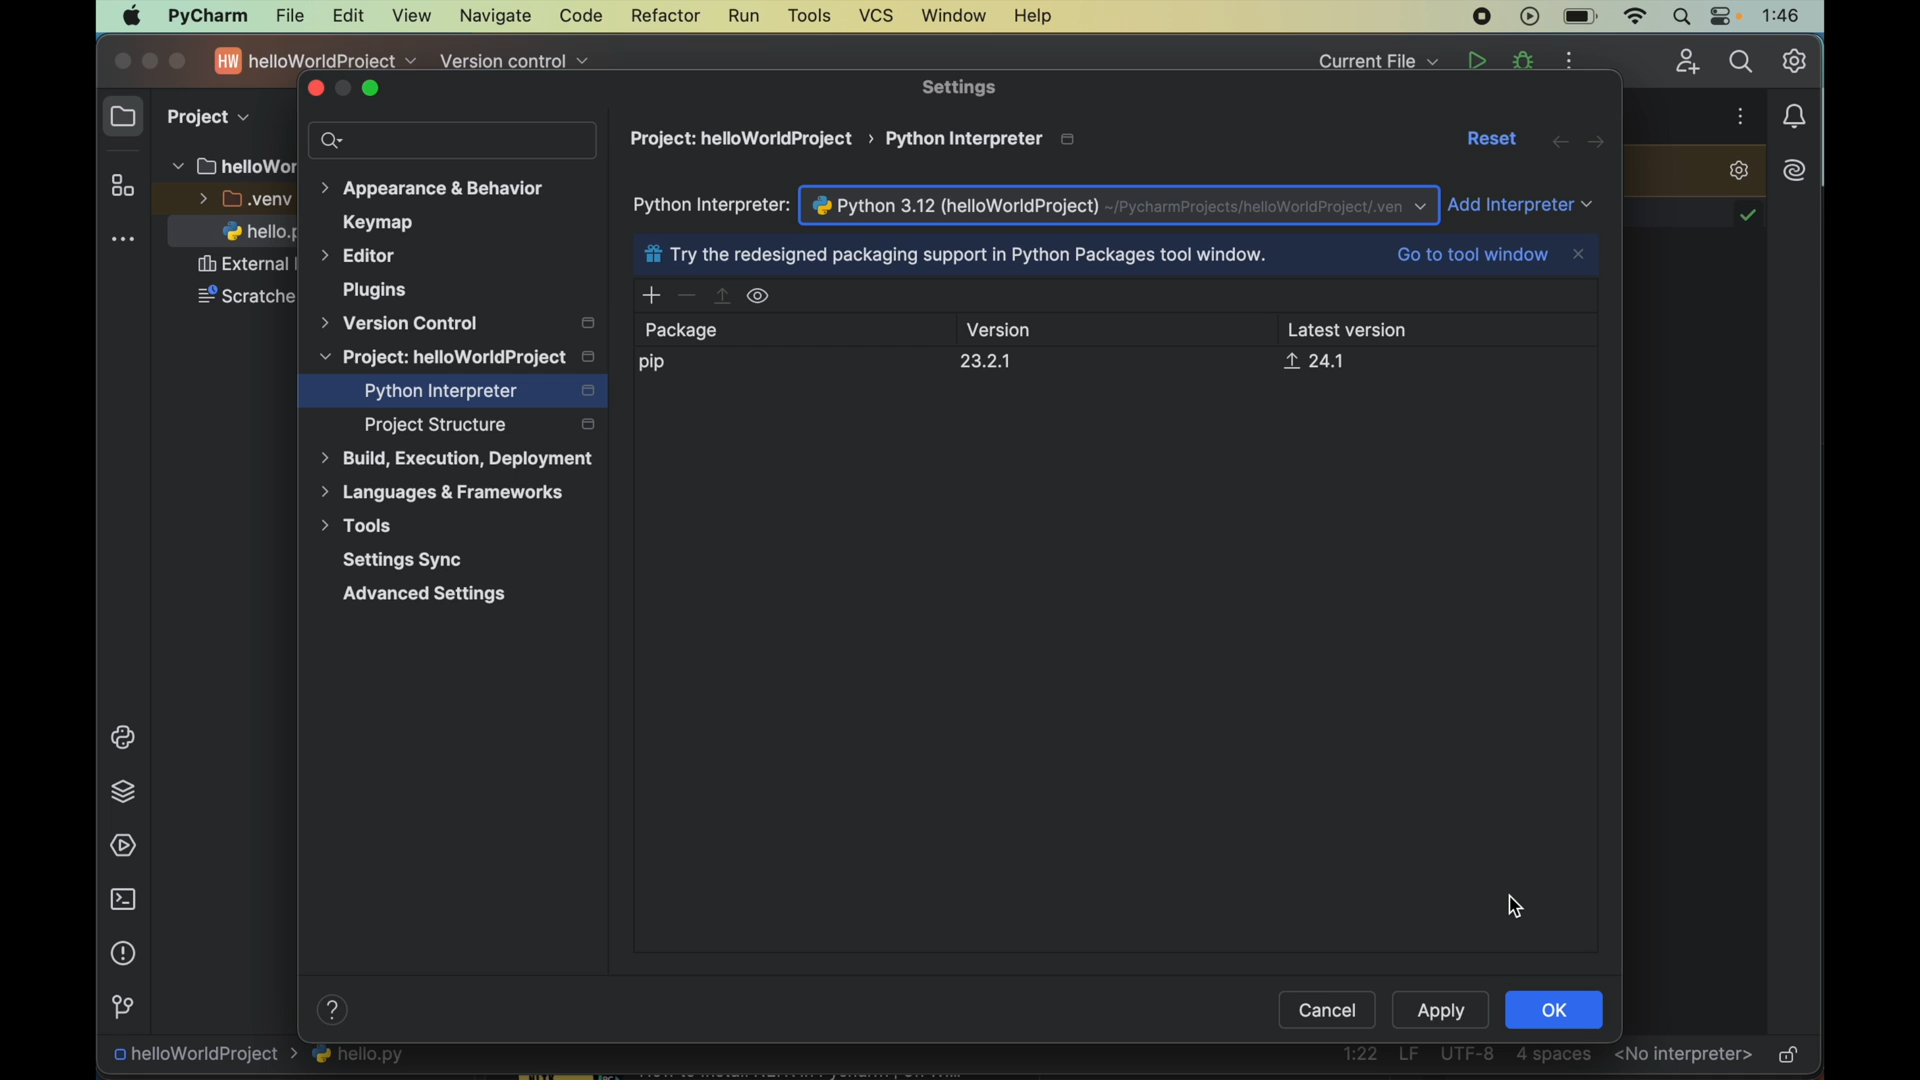 PyCharm File Edit View Navigate Code Refactor Run Tools VCS Window Help 1:46
HW helloWorldProject Version control Current File
Settings
Project
helloWor
.venv
hello.p
External
Scratche
Appearance & Behavior
Keymap
Editor
Plugins
Version Control
Project: helloWorldProject
Python Interpreter
Project Structure
Build, Execution, Deployment
Languages & Frameworks
Tools
Settings Sync
Advanced Settings
Project: helloWorldProject › Python Interpreter Reset
Python Interpreter: Python 3.12 (helloWorldProject) ~/PycharmProjects/helloWorldProject/.ven Add Interpreter
Try the redesigned packaging support in Python Packages tool window. Go to tool window
Package Version Latest version
pip 23.2.1 24.1
? Cancel Apply OK
helloWorldProject > hello.py 1:22 LF UTF-8 4 spaces <No interpreter>